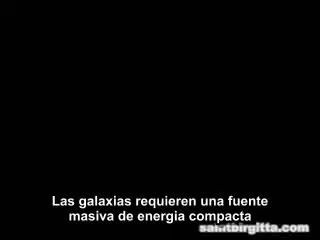 Las galaxias requieren una fuente
masiva de energia compacta
saintbirgitta.com